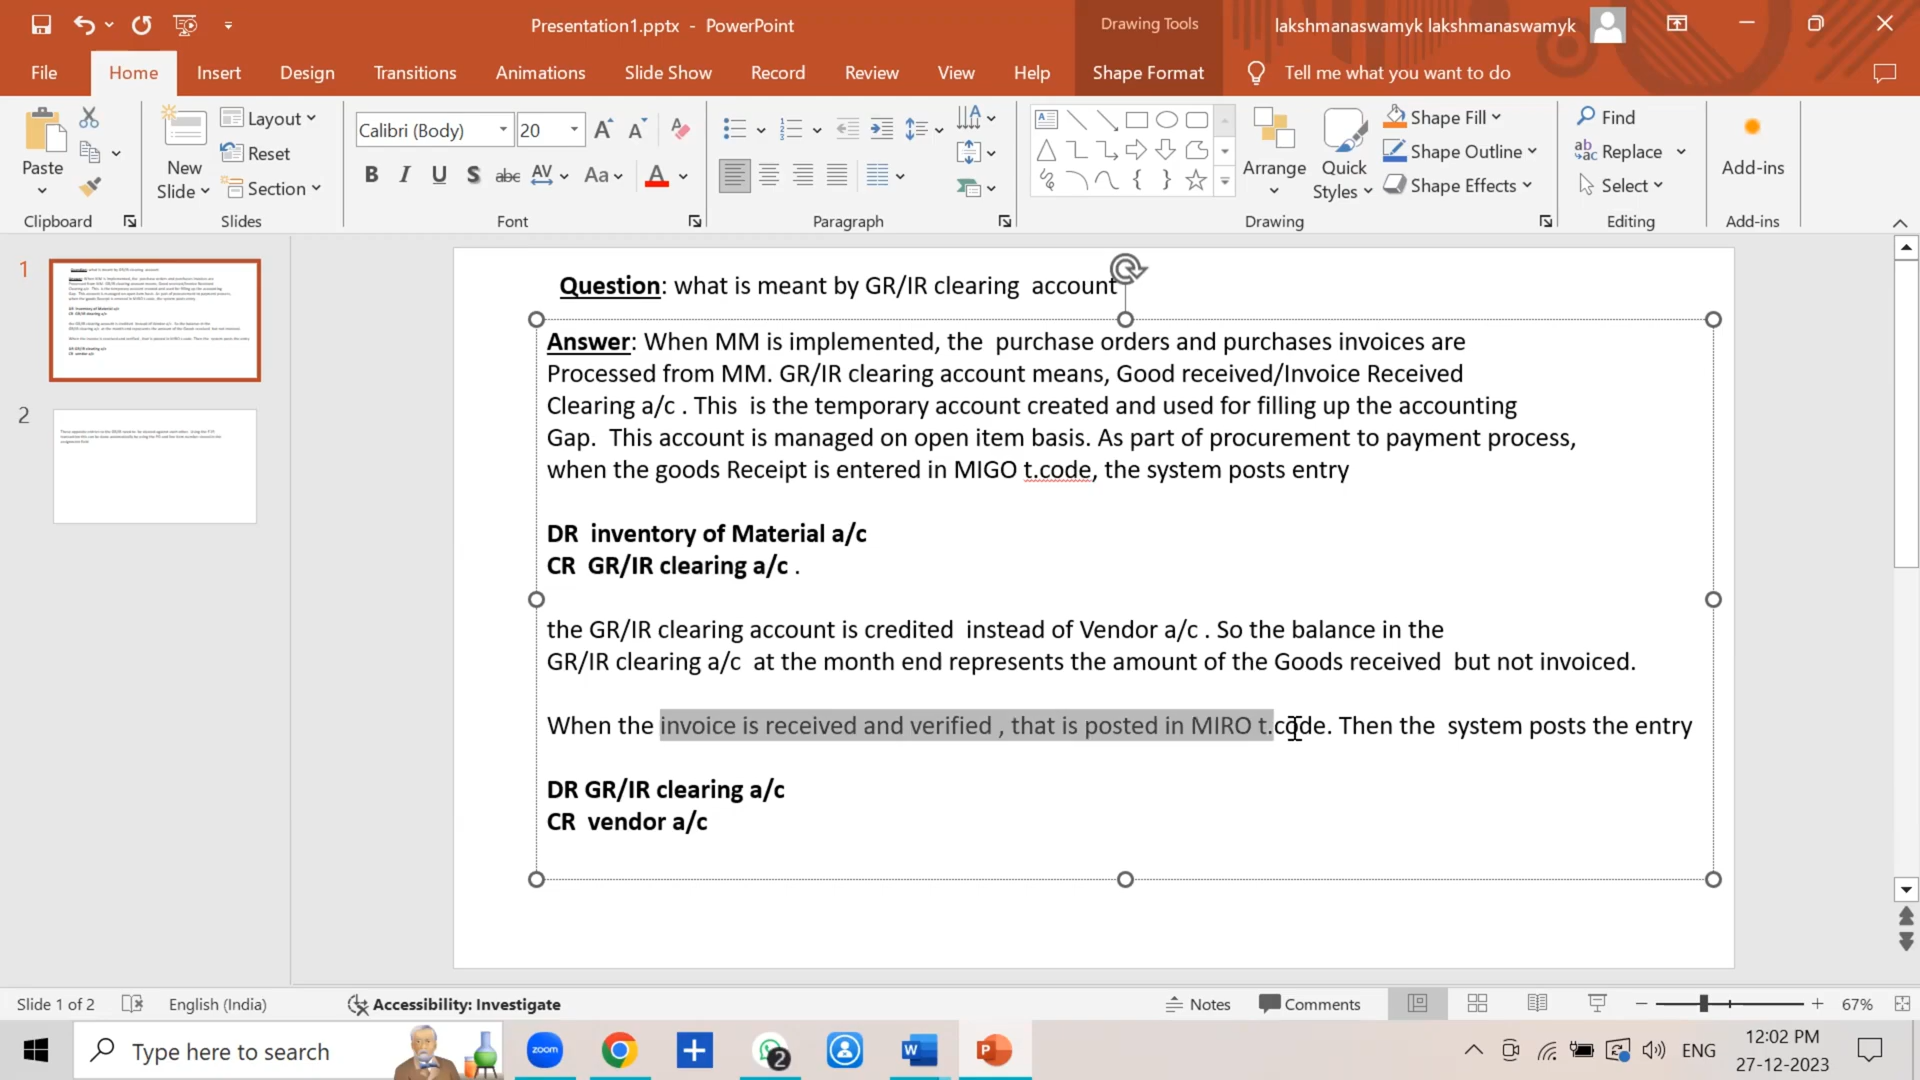 Presentation1.pptx - PowerPoint
Drawing Tools
lakshmanaswamyk lakshmanaswamyk
File
Home
Insert
Design
Transitions
Animations
Slide Show
Record
Review
View
Help
Shape Format
Tell me what you want to do
Paste
Clipboard
New
Slide
Layout
Reset
Section
Slides
Calibri (Body)
20
Font
Paragraph
Arrange
Quick
Styles
Shape Fill
Shape Outline
Shape Effects
Drawing
Find
Replace
Select
Editing
Add-ins
Add-ins
1
2
Question: what is meant by GR/IR clearing  account
Answer: When MM is implemented, the  purchase orders and purchases invoices are
Processed from MM. GR/IR clearing account means, Good received/Invoice Received
Clearing a/c . This  is the temporary account created and used for filling up the accounting
Gap.  This account is managed on open item basis. As part of procurement to payment process,
when the goods Receipt is entered in MIGO t.code, the system posts entry
DR  inventory of Material a/c
CR  GR/IR clearing a/c .
the GR/IR clearing account is credited  instead of Vendor a/c . So the balance in the
GR/IR clearing a/c  at the month end represents the amount of the Goods received  but not invoiced.
When the invoice is received and verified , that is posted in MIRO t.code. Then the  system posts the entry
DR GR/IR clearing a/c
CR  vendor a/c
Slide 1 of 2
English (India)
Accessibility: Investigate
Notes
Comments
67%
Type here to search
zoom
2
W
P
ENG
12:02 PM
27-12-2023